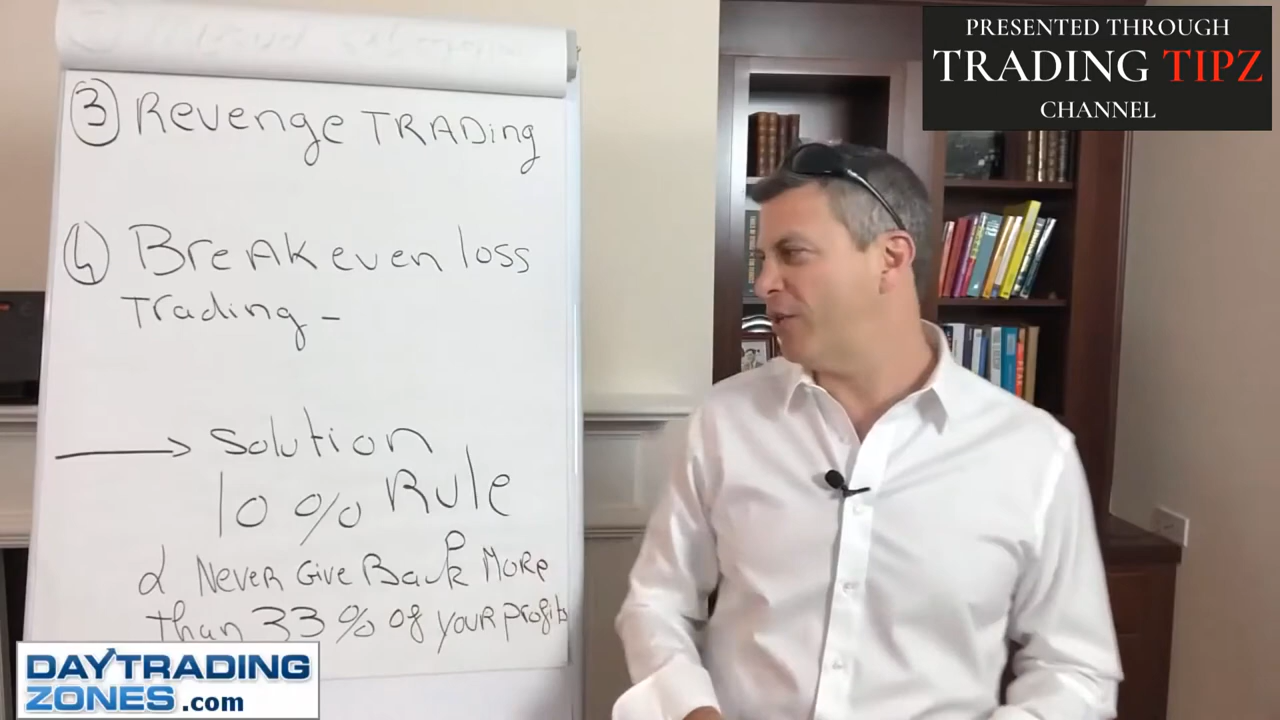 ③ Revenge TRADing
④ BreAKeven loss
Trading -
→ Solution
10 % Rule
& Never Give Back More
than 33% of your profits
PRESENTED THROUGH
TRADING TIPZ
CHANNEL
DAYTRADING
ZONES.com